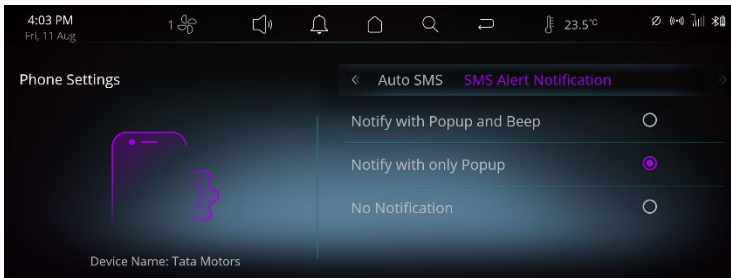 4:03 PM
Fri, 11 Aug
1
23.5°C
Phone Settings
« Auto SMS SMS Alert Notification »
Notify with Popup and Beep
Notify with only Popup
No Notification
Device Name: Tata Motors